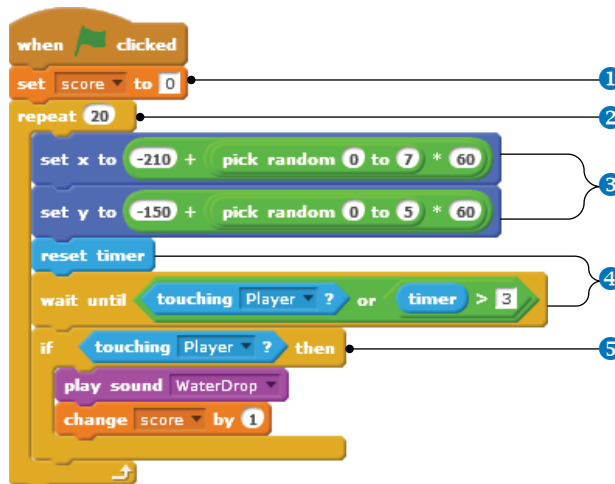 when clicked
set score to 0 1
repeat 20 2
set x to -210 + pick random 0 to 7 * 60
3
set y to -150 + pick random 0 to 5 * 60
reset timer
4
wait until touching Player ? or timer > 3
if touching Player ? then 5
play sound WaterDrop
change score by 1